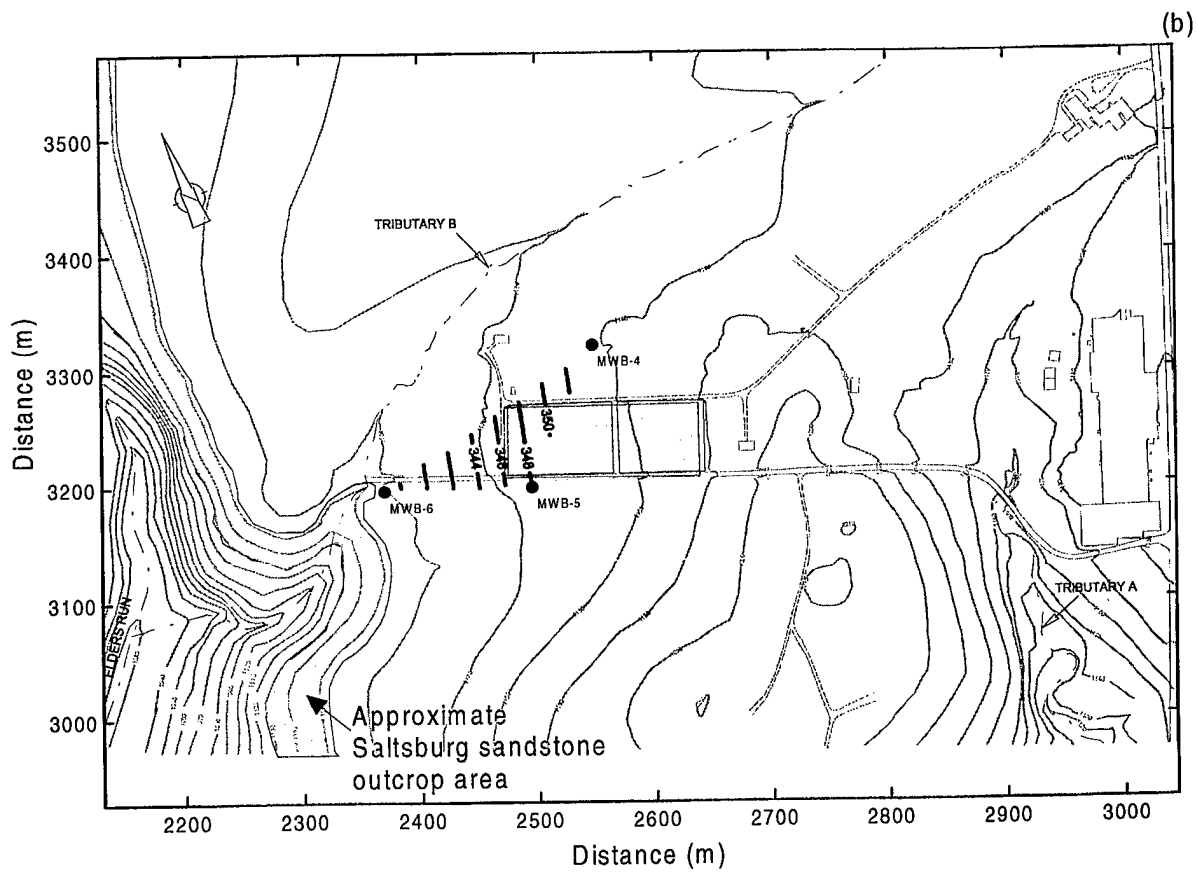 (b)
3500
3400
3300
3200
3100
3000
Distance (m)
TRIBUTARY B
MWB-4
350°
348
346
344
MWB-6
MWB-5
TRIBUTARY A
ELDERS RUN
Approximate
Saltsburg sandstone
outcrop area
2200 2300 2400 2500 2600 2700 2800 2900 3000
Distance (m)